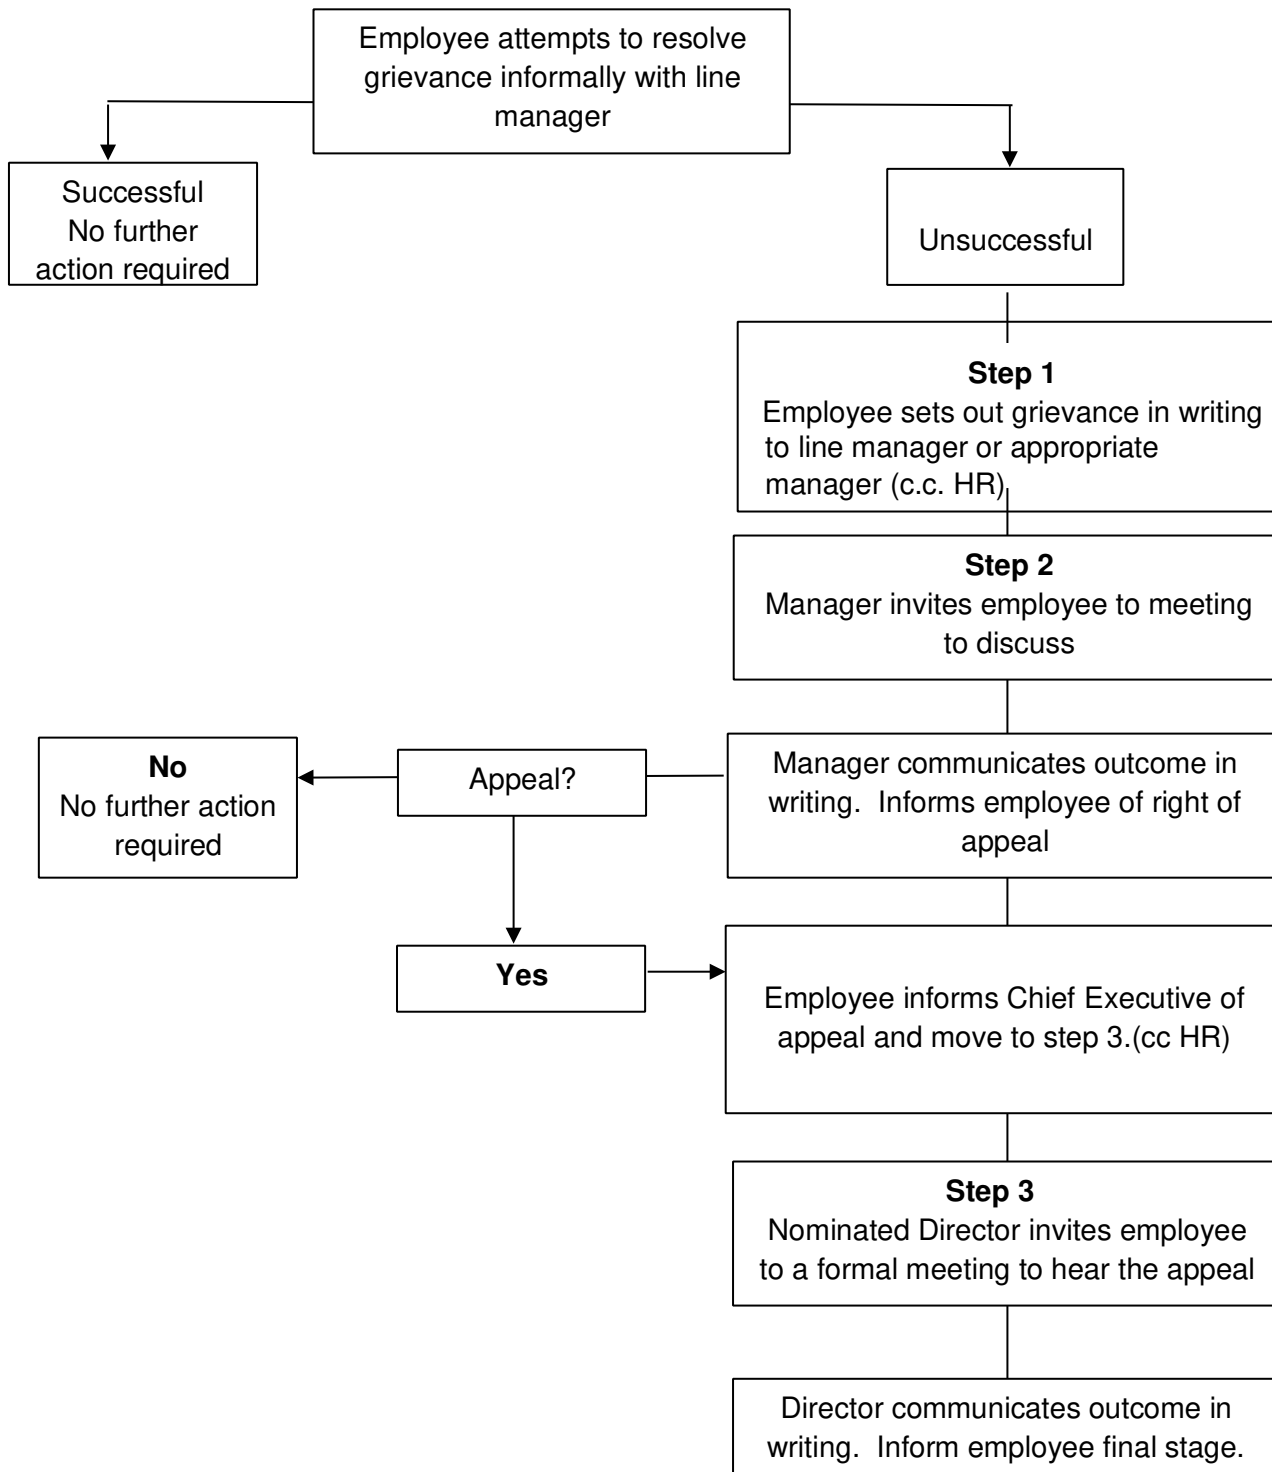 Employee attempts to resolve
grievance informally with line
manager
Successful
No further
action required
Unsuccessful
Step 1
Employee sets out grievance in writing
to line manager or appropriate
manager (c.c. HR)
Step 2
Manager invites employee to meeting
to discuss
No
No further action
required
Appeal?
Manager communicates outcome in
writing.  Informs employee of right of
appeal
Yes
Employee informs Chief Executive of
appeal and move to step 3.(cc HR)
Step 3
Nominated Director invites employee
to a formal meeting to hear the appeal
Director communicates outcome in
writing.  Inform employee final stage.